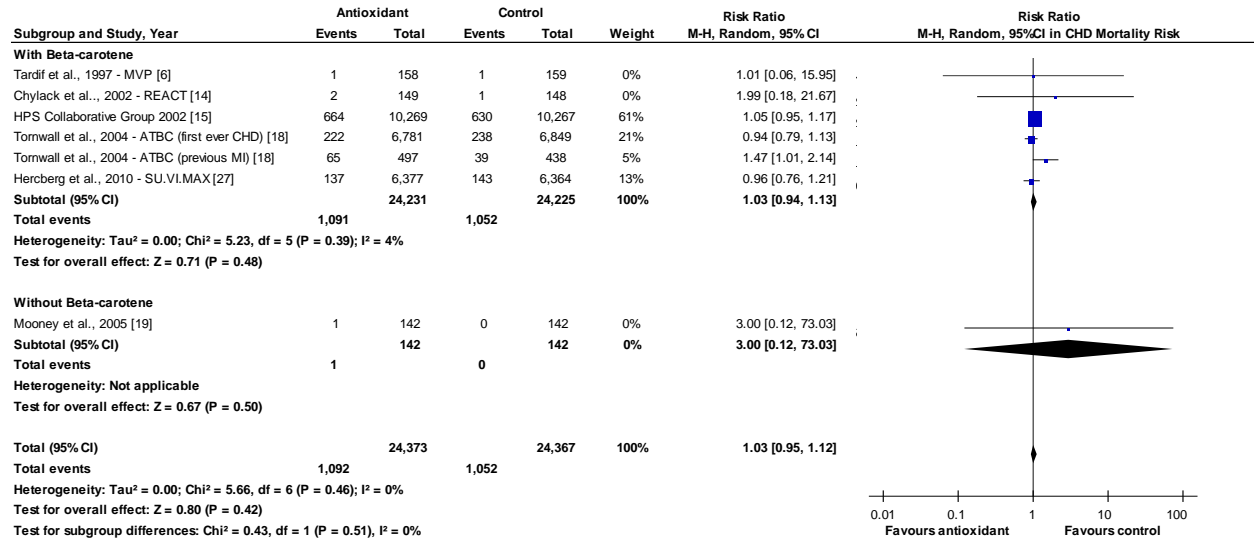 Antioxidant Control Risk Ratio Risk Ratio
Subgroup and Study, Year Events Total Events Total Weight M-H, Random, 95% CI M-H, Random, 95%CI in CHD Mortality Risk
With Beta-carotene
Tardif et al., 1997 - MVP [6] 1 158 1 159 0% 1.01 [0.06, 15.95]
Chylack et al.., 2002 - REACT [14] 2 149 1 148 0% 1.99 [0.18, 21.67]
HPS Collaborative Group 2002 [15] 664 10,269 630 10,267 61% 1.05 [0.95, 1.17]
Tornwall et al., 2004 - ATBC (first ever CHD) [18] 222 6,781 238 6,849 21% 0.94 [0.79, 1.13]
Tornwall et al., 2004 - ATBC (previous MI) [18] 65 497 39 438 5% 1.47 [1.01, 2.14]
Hercberg et al., 2010 - SU.VI.MAX [27] 137 6,377 143 6,364 13% 0.96 [0.76, 1.21]
Subtotal (95% CI) 24,231 24,225 100% 1.03 [0.94, 1.13]
Total events 1,091 1,052
Heterogeneity: Tau² = 0.00; Chi² = 5.23, df = 5 (P = 0.39); I² = 4%
Test for overall effect: Z = 0.71 (P = 0.48)
Without Beta-carotene
Mooney et al., 2005 [19] 1 142 0 142 0% 3.00 [0.12, 73.03]
Subtotal (95% CI) 142 142 0% 3.00 [0.12, 73.03]
Total events 1 0
Heterogeneity: Not applicable
Test for overall effect: Z = 0.67 (P = 0.50)
Total (95% CI) 24,373 24,367 100% 1.03 [0.95, 1.12]
Total events 1,092 1,052
Heterogeneity: Tau² = 0.00; Chi² = 5.66, df = 6 (P = 0.46); I² = 0%
Test for overall effect: Z = 0.80 (P = 0.42)
Test for subgroup differences: Chi² = 0.43, df = 1 (P = 0.51), I² = 0%
0.01 0.1 1 10 100
Favours antioxidant Favours control